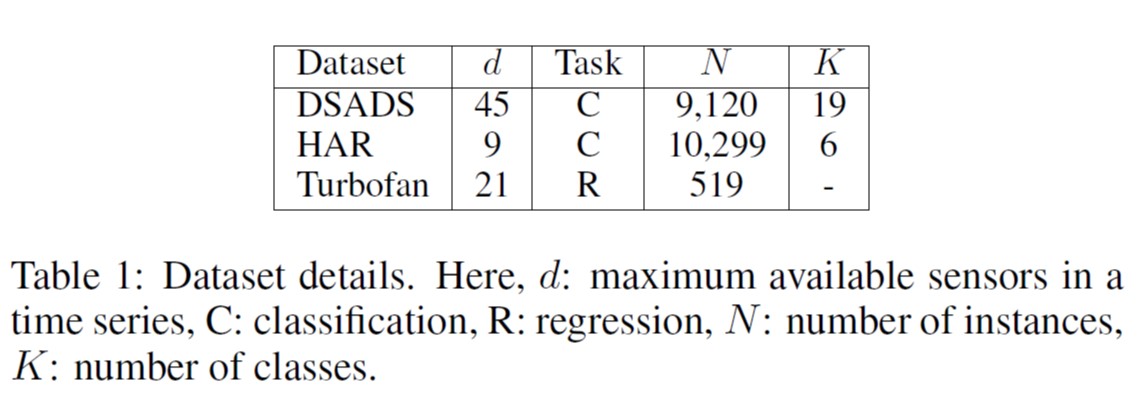 Dataset d Task N K
DSADS 45 C 9,120 19
HAR 9 C 10,299 6
Turbofan 21 R 519 -
Table 1: Dataset details. Here, d: maximum available sensors in a
time series, C: classification, R: regression, N: number of instances,
K: number of classes.